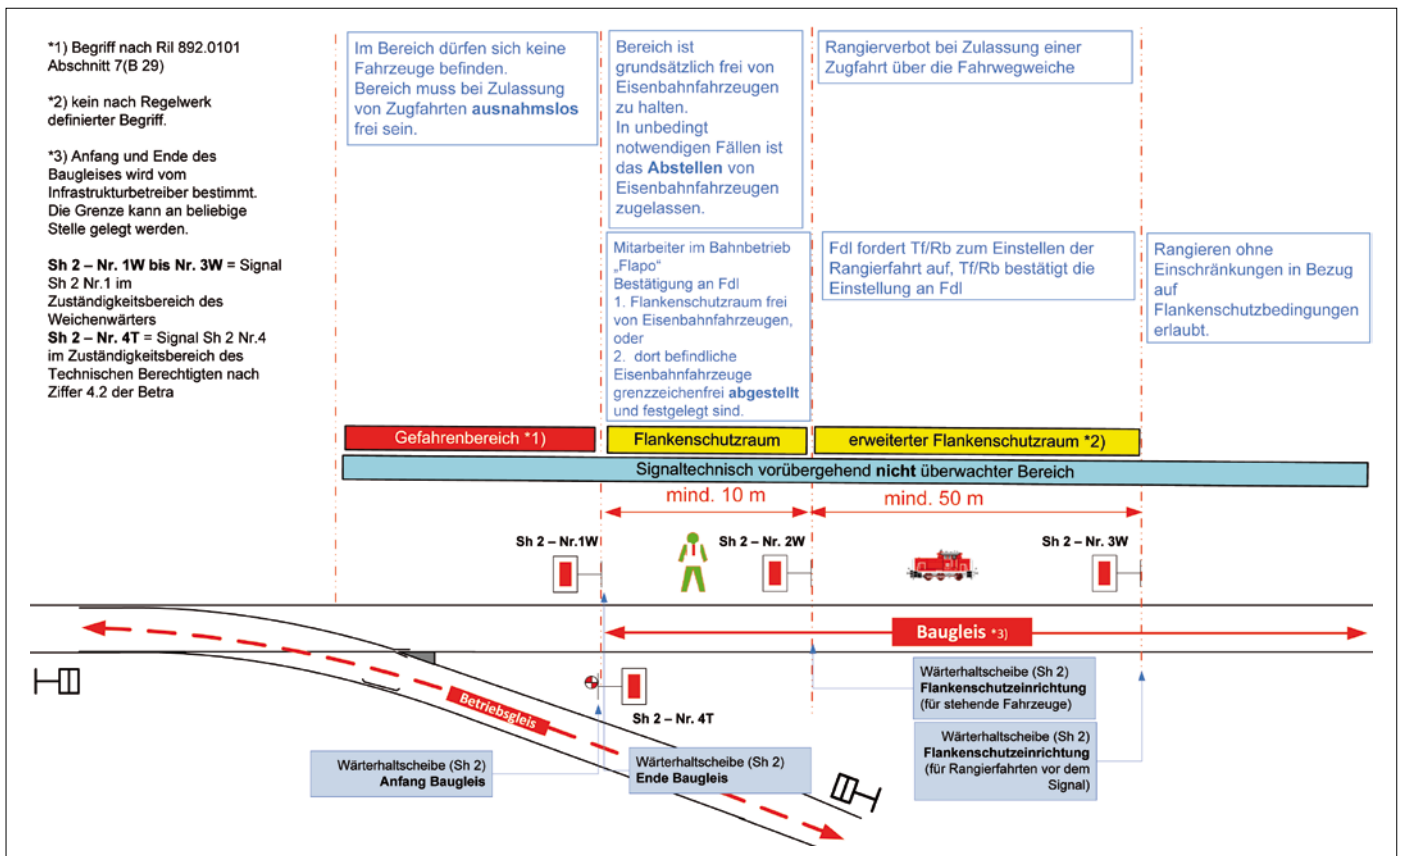 *1) Begriff nach Ril 892.0101
Abschnitt 7(B 29)
*2) kein nach Regelwerk
definierter Begriff.
*3) Anfang und Ende des
Baugleises wird vom
Infrastrukturbetreiber bestimmt.
Die Grenze kann an beliebige
Stelle gelegt werden.
Sh 2 – Nr. 1W bis Nr. 3W = Signal
Sh 2 Nr.1 im
Zuständigkeitsbereich des
Weichenwärters
Sh 2 – Nr. 4T = Signal Sh 2 Nr.4
im Zuständigkeitsbereich des
Technischen Berechtigten nach
Ziffer 4.2 der Betra
Im Bereich dürfen sich keine
Fahrzeuge befinden.
Bereich muss bei Zulassung
von Zugfahrten ausnahmslos
frei sein.
Bereich ist
grundsätzlich frei von
Eisenbahnfahrzeugen
zu halten.
In unbedingt
notwendigen Fällen ist
das Abstellen von
Eisenbahnfahrzeugen
zugelassen.
Rangierverbot bei Zulassung einer
Zugfahrt über die Fahrwegweiche
Mitarbeiter im Bahnbetrieb
„Flapo“
Bestätigung an Fdl
1. Flankenschutzraum frei
von Eisenbahnfahrzeugen,
oder
2. dort befindliche
Eisenbahnfahrzeuge
grenzzeichenfrei abgestellt
und festgelegt sind.
Fdl fordert Tf/Rb zum Einstellen der
Rangierfahrt auf, Tf/Rb bestätigt die
Einstellung an Fdl
Rangieren ohne
Einschränkungen in Bezug
auf
Flankenschutzbedingungen
erlaubt.
Gefahrenbereich *1)
Flankenschutzraum
erweiterter Flankenschutzraum *2)
Signaltechnisch vorübergehend nicht überwachter Bereich
mind. 10 m
mind. 50 m
Sh 2 – Nr.1W
Sh 2 – Nr. 2W
Sh 2 – Nr. 3W
Baugleis *3)
Betriebsgleis
Sh 2 – Nr. 4T
Wärterhaltscheibe (Sh 2)
Flankenschutzeinrichtung
(für stehende Fahrzeuge)
Wärterhaltscheibe (Sh 2)
Anfang Baugleis
Wärterhaltscheibe (Sh 2)
Ende Baugleis
Wärterhaltscheibe (Sh 2)
Flankenschutzeinrichtung
(für Rangierfahrten vor dem
Signal)